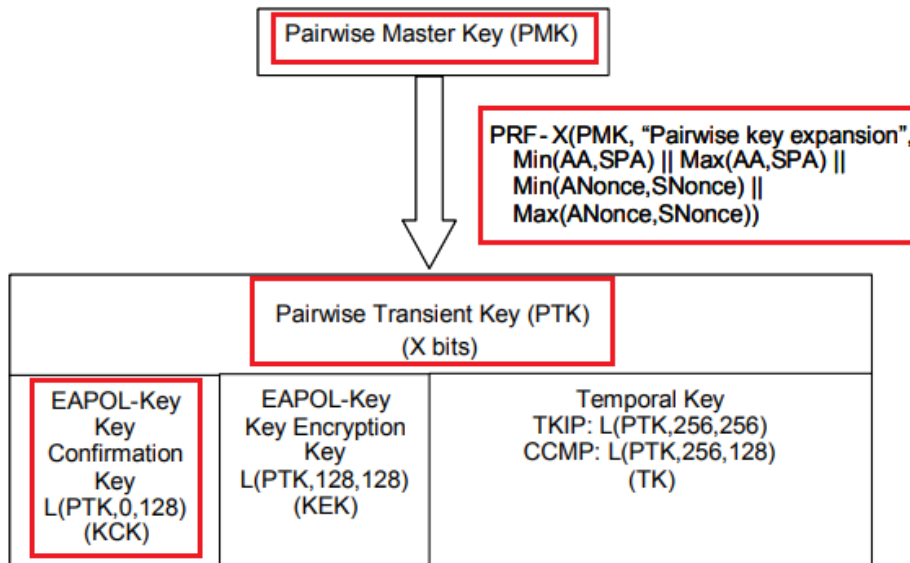 Pairwise Master Key (PMK)
PRF - X(PMK, “Pairwise key expansion”,
Min(AA,SPA) || Max(AA,SPA) ||
Min(ANonce,SNonce) ||
Max(ANonce,SNonce))
Pairwise Transient Key (PTK)
(X bits)
EAPOL-Key
Key
Confirmation
Key
L(PTK,0,128)
(KCK)
EAPOL-Key
Key Encryption
Key
L(PTK,128,128)
(KEK)
Temporal Key
TKIP: L(PTK,256,256)
CCMP: L(PTK,256,128)
(TK)